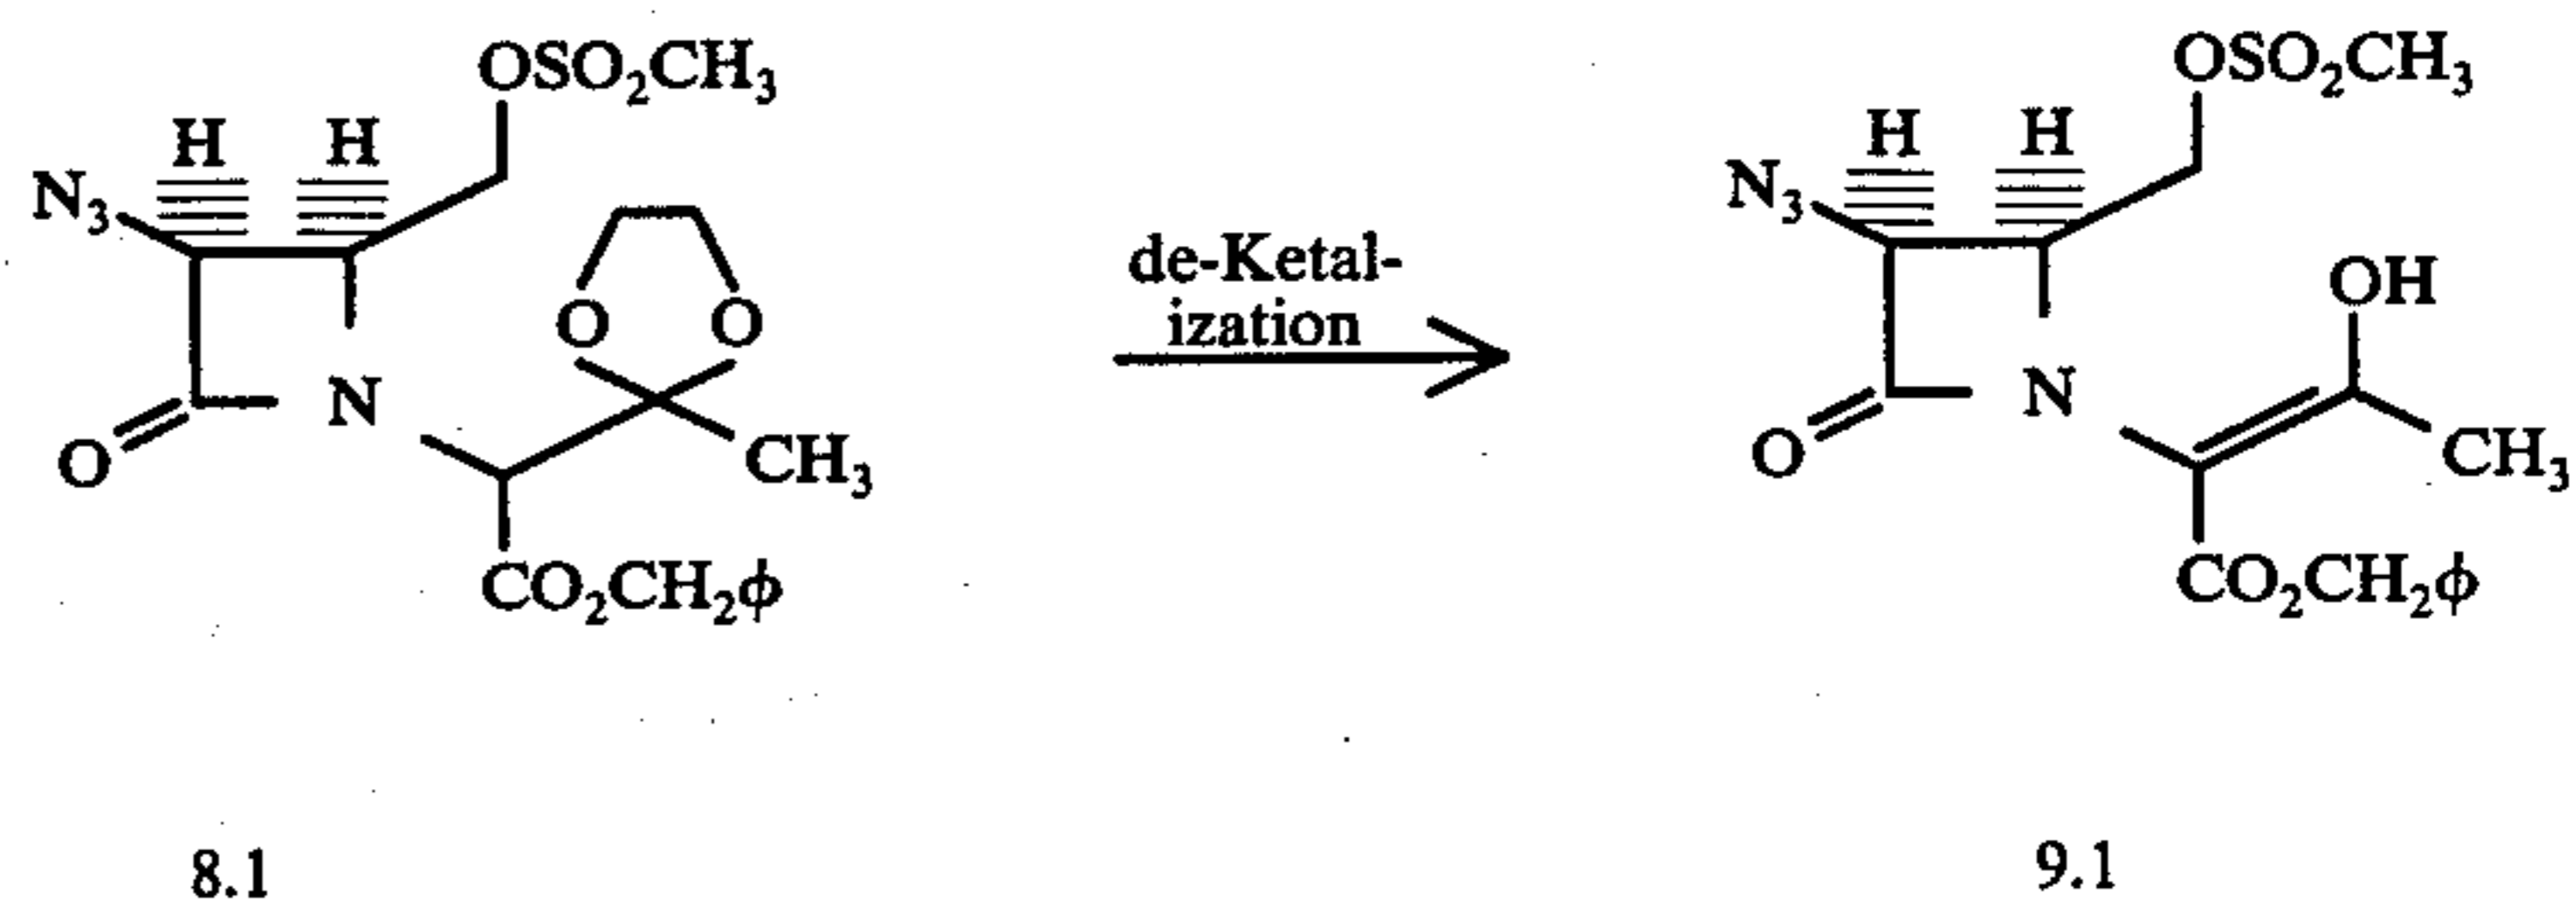 OSO₂CH₃
H H
N₃
O O
N
O
CH₃
CO₂CH₂ϕ
8.1
de-Ketal-
ization
OSO₂CH₃
H H
N₃
OH
N
O
CH₃
CO₂CH₂ϕ
9.1